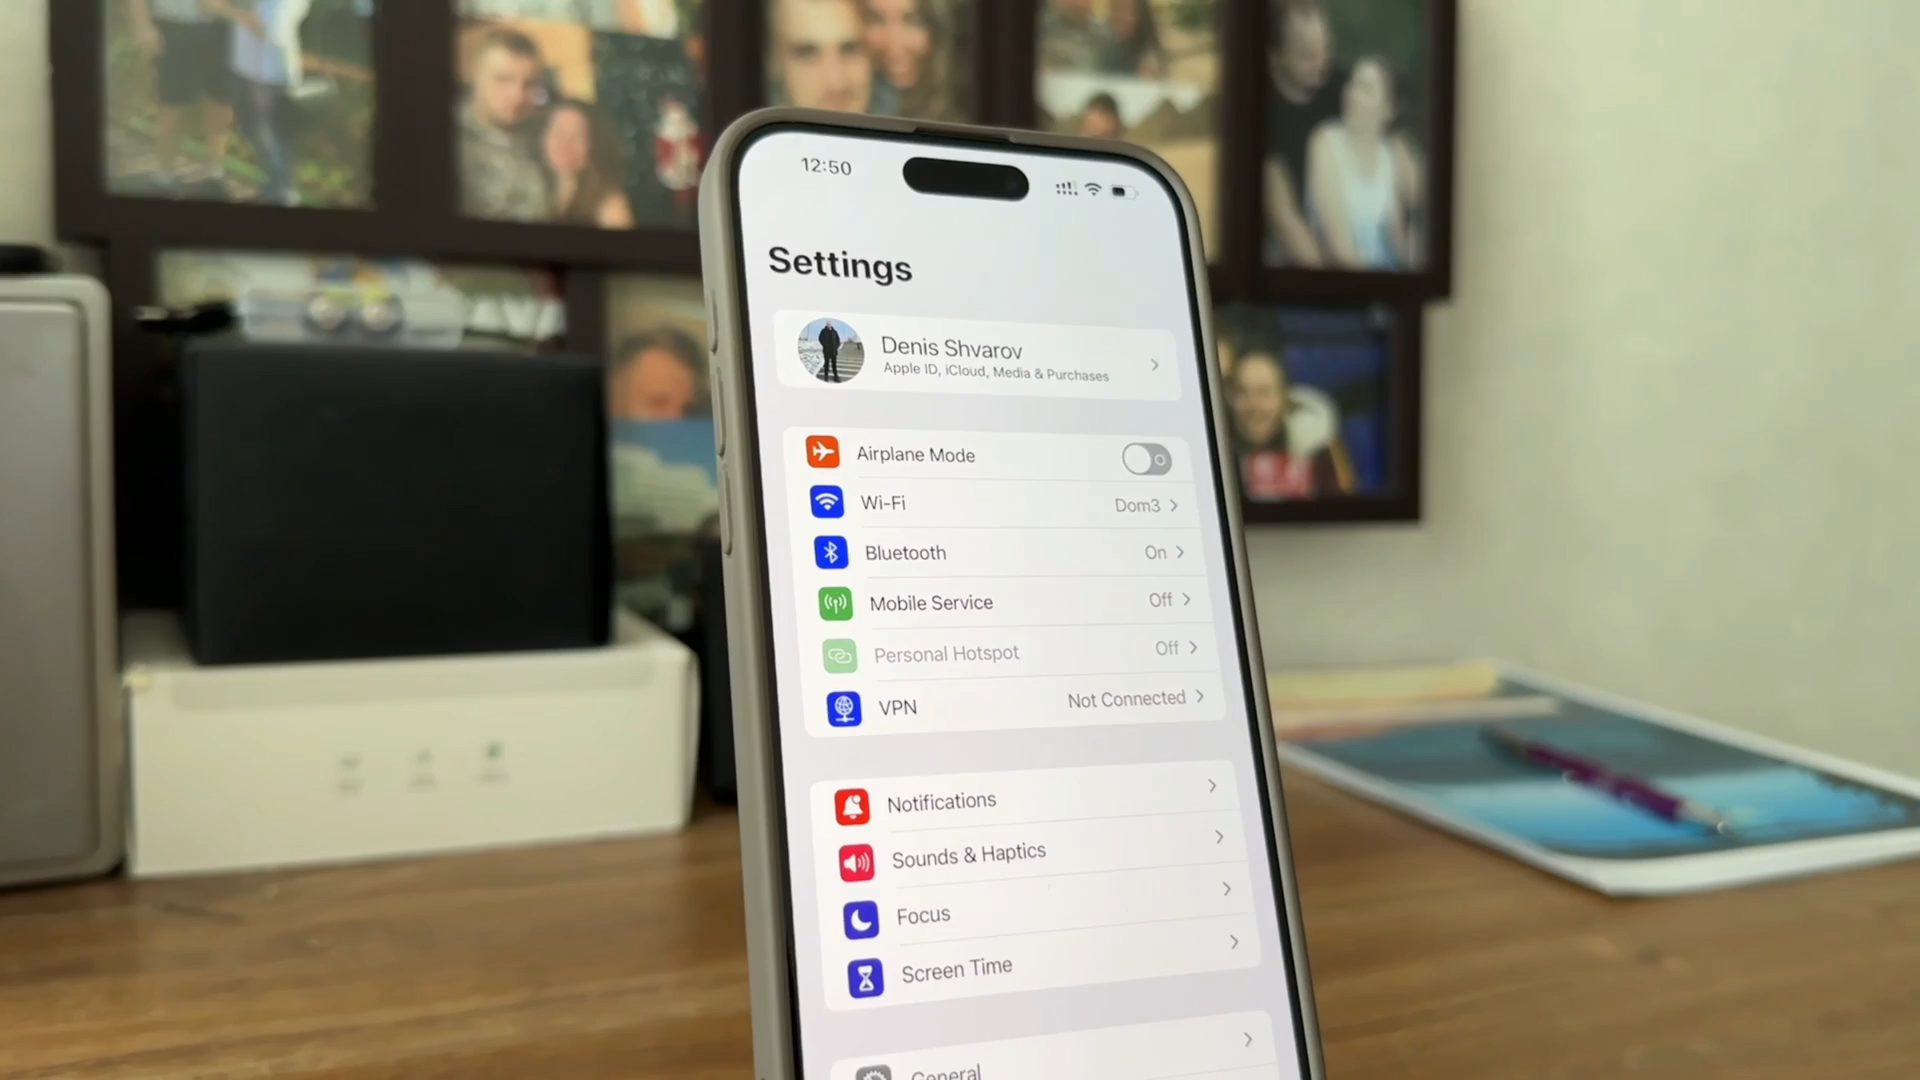 12:50
Settings
Denis Shvarov
Apple ID, iCloud, Media & Purchases
Airplane Mode
Wi-Fi Dom3
Bluetooth On
Mobile Service Off
Personal Hotspot Off
VPN Not Connected
Notifications
Sounds & Haptics
Focus
Screen Time
General